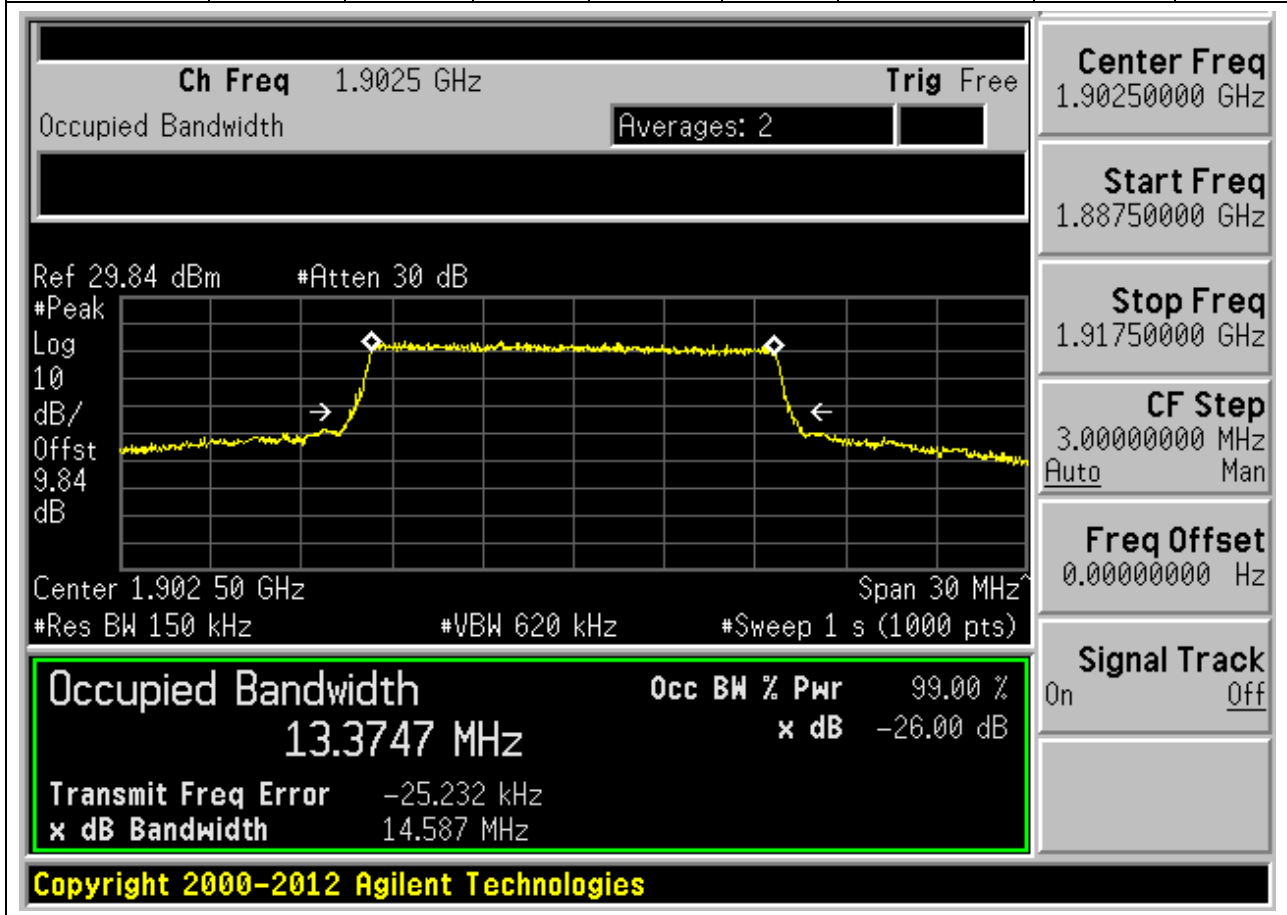 Ch Freq 1.9025 GHz Trig Free
Occupied Bandwidth Averages: 2
Ref 29.84 dBm #Atten 30 dB
#Peak
Log
10
dB/
Offst
9.84
dB
Center 1.902 50 GHz Span 30 MHz^
#Res BW 150 kHz #VBW 620 kHz #Sweep 1 s (1000 pts)
Occupied Bandwidth Occ BW % Pwr 99.00 %
13.3747 MHz x dB -26.00 dB
Transmit Freq Error -25.232 kHz
x dB Bandwidth 14.587 MHz
Copyright 2000-2012 Agilent Technologies
Center Freq
1.90250000 GHz
Start Freq
1.88750000 GHz
Stop Freq
1.91750000 GHz
CF Step
3.00000000 MHz
Auto Man
Freq Offset
0.00000000 Hz
Signal Track
On Off